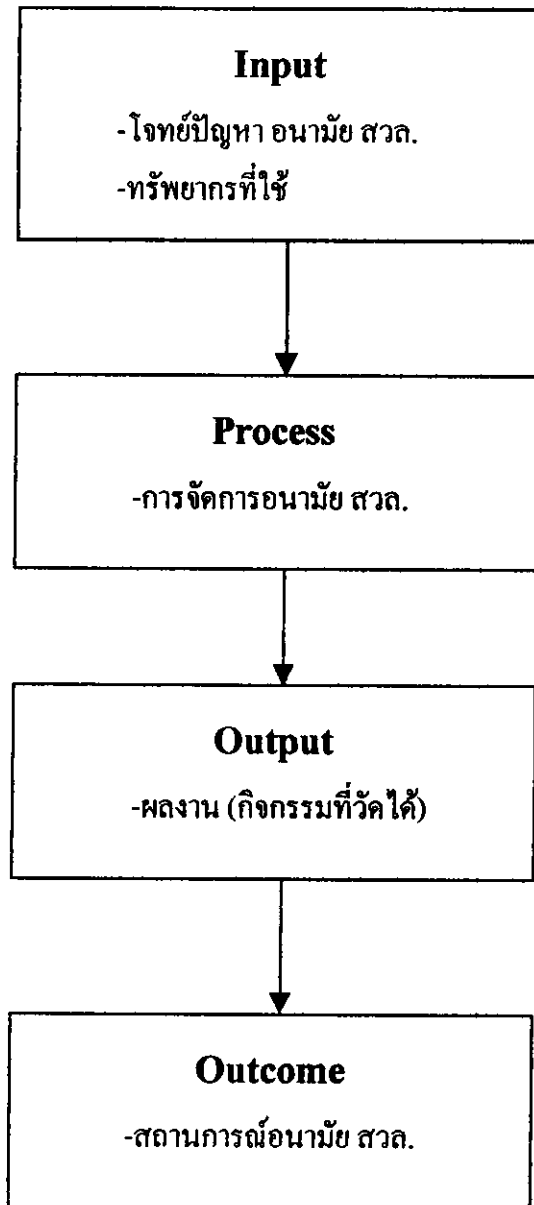 Input
-โจทย์ปัญหา อนามัย สวล.
-ทรัพยากรที่ใช้
Process
-การจัดการอนามัย สวล.
Output
-ผลงาน (กิจกรรมที่วัดได้)
Outcome
-สถานการณ์อนามัย สวล.